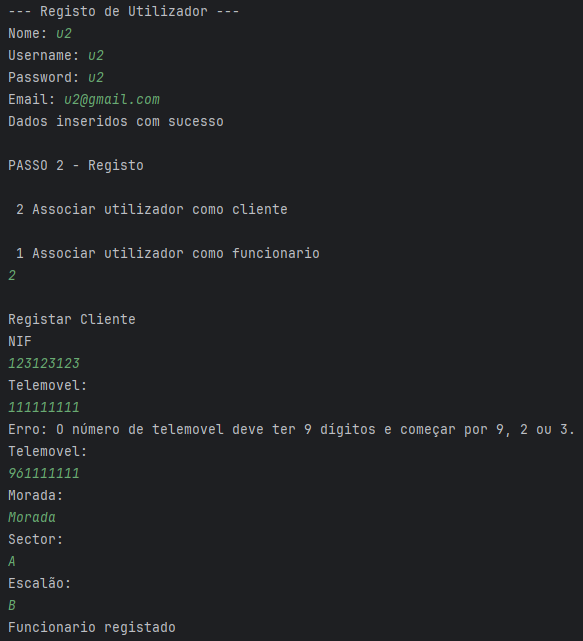 --- Registo de Utilizador ---
Nome: u2
Username: u2
Password: u2
Email: u2@gmail.com
Dados inseridos com sucesso
PASSO 2 - Registo
2 Associar utilizador como cliente
1 Associar utilizador como funcionario
2
Registar Cliente
NIF
123123123
Telemovel:
111111111
Erro: O número de telemovel deve ter 9 dígitos e começar por 9, 2 ou 3.
Telemovel:
961111111
Morada:
Morada
Sector:
A
Escalão:
B
Funcionario registado